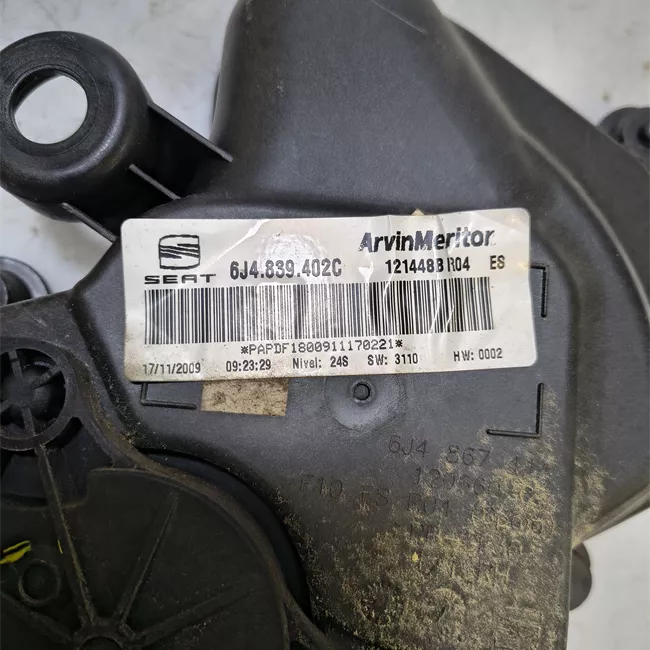 SEAT
6J4.839.402C
ArvinMeritor
121448B R04 ES
*PAPDF1800911170221*
17/11/2009 09:23:29 Nivel: 24S SW: 3110 HW: 0002
6J4 867